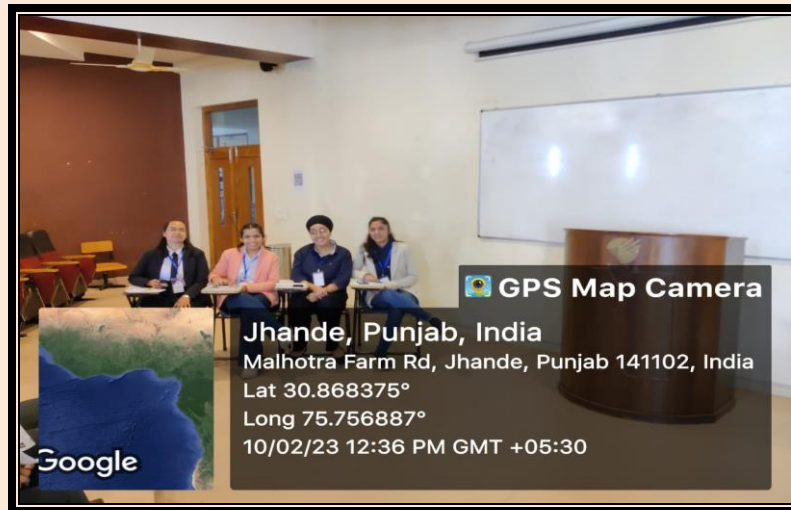 GPS Map Camera
Jhande, Punjab, India
Malhotra Farm Rd, Jhande, Punjab 141102, India
Lat 30.868375°
Long 75.756887°
10/02/23 12:36 PM GMT +05:30
Google